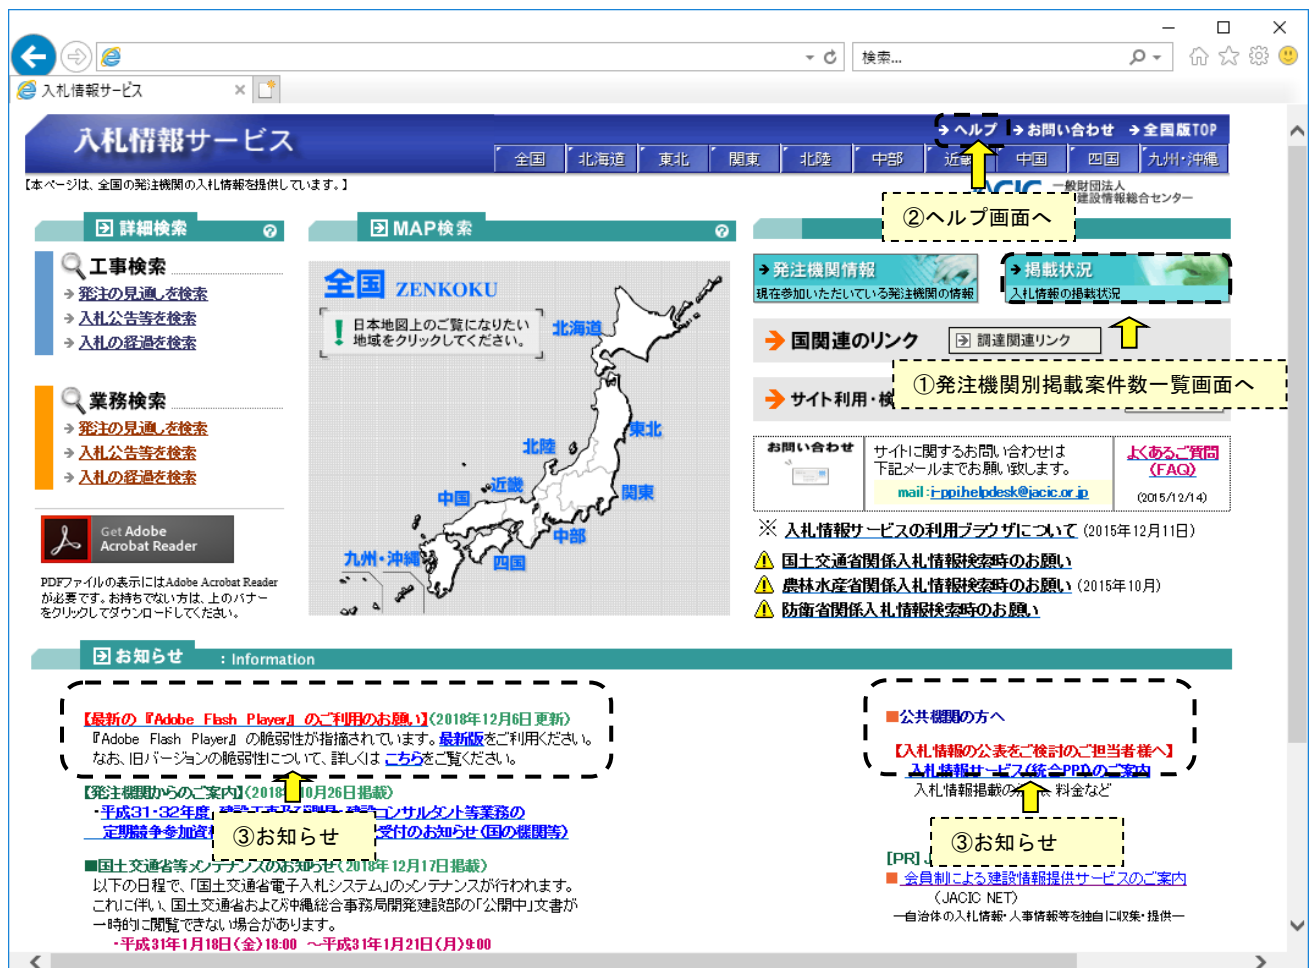 検索...
入札情報サービス
入札情報サービス
ヘルプ
お問い合わせ
全国版TOP
全国
北海道
東北
関東
北陸
中部
近畿
中国
四国
九州・沖縄
【本ページは、全国の発注機関の入札情報を提供しています。】
一般財団法人
建設情報総合センター
②ヘルプ画面へ
詳細検索
MAP検索
工事検索
発注の見通しを検索
入札公告等を検索
入札の経過を検索
業務検索
発注の見通しを検索
入札公告等を検索
入札の経過を検索
Get Adobe
Acrobat Reader
PDFファイルの表示にはAdobe Acrobat Reader
が必要です。お持ちでない方は、上のバナー
をクリックしてダウンロードしてください。
全国 ZENKOKU
日本地図上のご覧になりたい
地域をクリックしてください。
北海道
東北
北陸
近畿
中国
関東
中部
九州・沖縄
四国
発注機関情報
現在参加いただいている発注機関の情報
掲載状況
入札情報の掲載状況
国関連のリンク
調達関連リンク
①発注機関別掲載案件数一覧画面へ
サイト利用・検
お問い合わせ
サイトに関するお問い合わせは
下記メールまでお願い致します。
mail:i-ppihelpdesk@jacic.or.jp
よくあるご質問
(FAQ)
(2015/12/14)
※ 入札情報サービスの利用ブラウザについて (2015年12月11日)
国土交通省関係入札情報検索時のお願い
農林水産省関係入札情報検索時のお願い (2015年10月)
防衛省関係入札情報検索時のお願い
お知らせ : Information
【最新の『Adobe Flash Player』のご利用のお願い】(2018年12月6日更新)
『Adobe Flash Player』の脆弱性が指摘されています。最新版をご利用ください。
なお、旧バージョンの脆弱性について、詳しくは こちらをご覧ください。
【発注機関からのご案内】(2018年10月26日掲載)
・平成31・32年度 建設コンサルタント等業務の
定期競争参加資 受付のお知らせ(国の機関等)
③お知らせ
■国土交通省等メンテナンスのお知らせ(2018年12月17日掲載)
以下の日程で、「国土交通省電子入札システム」のメンテナンスが行われます。
これに伴い、国土交通省および沖縄総合事務局開発建設部の「公開中」文書が
一時的に閲覧できない場合があります。
・平成31年1月18日(金)18:00 ～平成31年1月21日(月)9:00
■公共機関の方へ
【入札情報の公表をご検討のご担当者様へ】
入札情報サービス(統合PPI)のご案内
入札情報掲載の 料金など
③お知らせ
[PR]
■ 会員制による建設情報提供サービスのご案内
(JACIC NET)
―自治体の入札情報・人事情報等を独自に収集・提供―